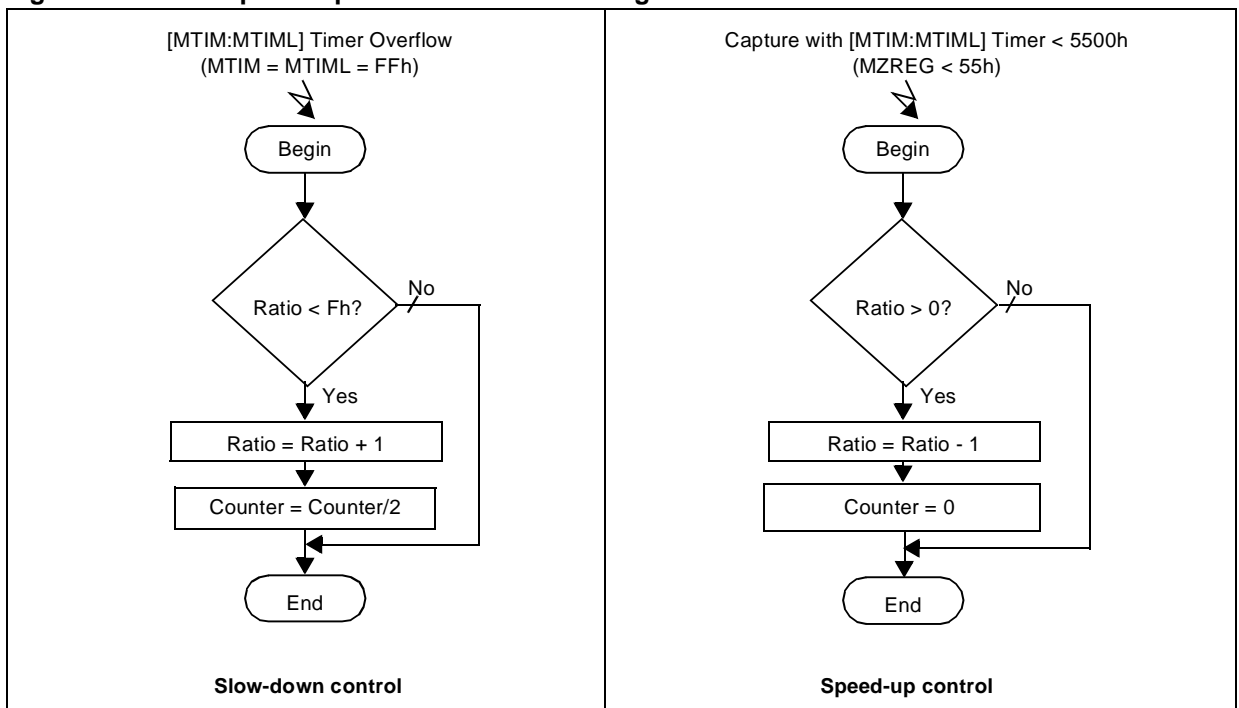 [MTIM:MTIML] Timer Overflow
(MTIM = MTIML = FFh)
Begin
Ratio < Fh?
No
Yes
Ratio = Ratio + 1
Counter = Counter/2
End
Slow-down control
Capture with [MTIM:MTIML] Timer < 5500h
(MZREG < 55h)
Begin
Ratio > 0?
No
Yes
Ratio = Ratio - 1
Counter = 0
End
Speed-up control